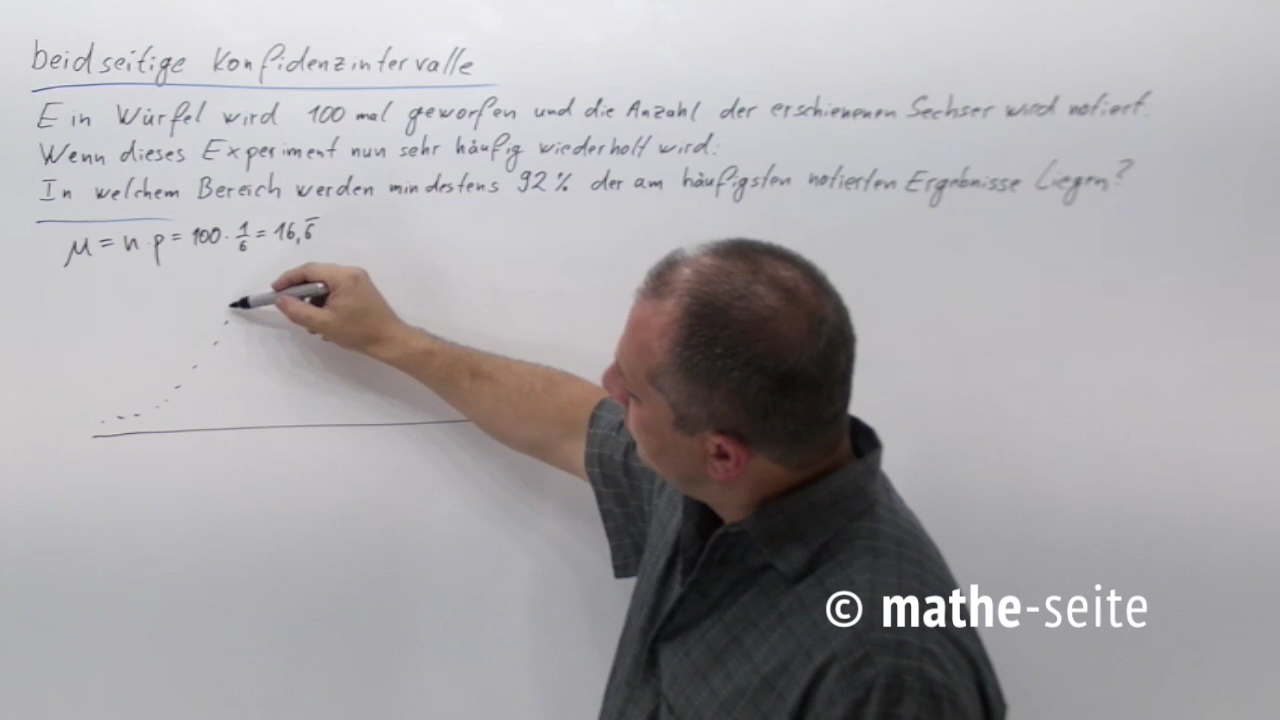 beidseitige Konfidenzintervalle
Ein Würfel wird 100 mal geworfen und die Anzahl der erschienenen Sechser wird notiert.
Wenn dieses Experiment nun sehr häufig wiederholt wird:
In welchem Bereich werden mindestens 92% der am häufigsten notierten Ergebnisse liegen?
μ = n·p = 100·1/6 = 16,6̅
© mathe-seite